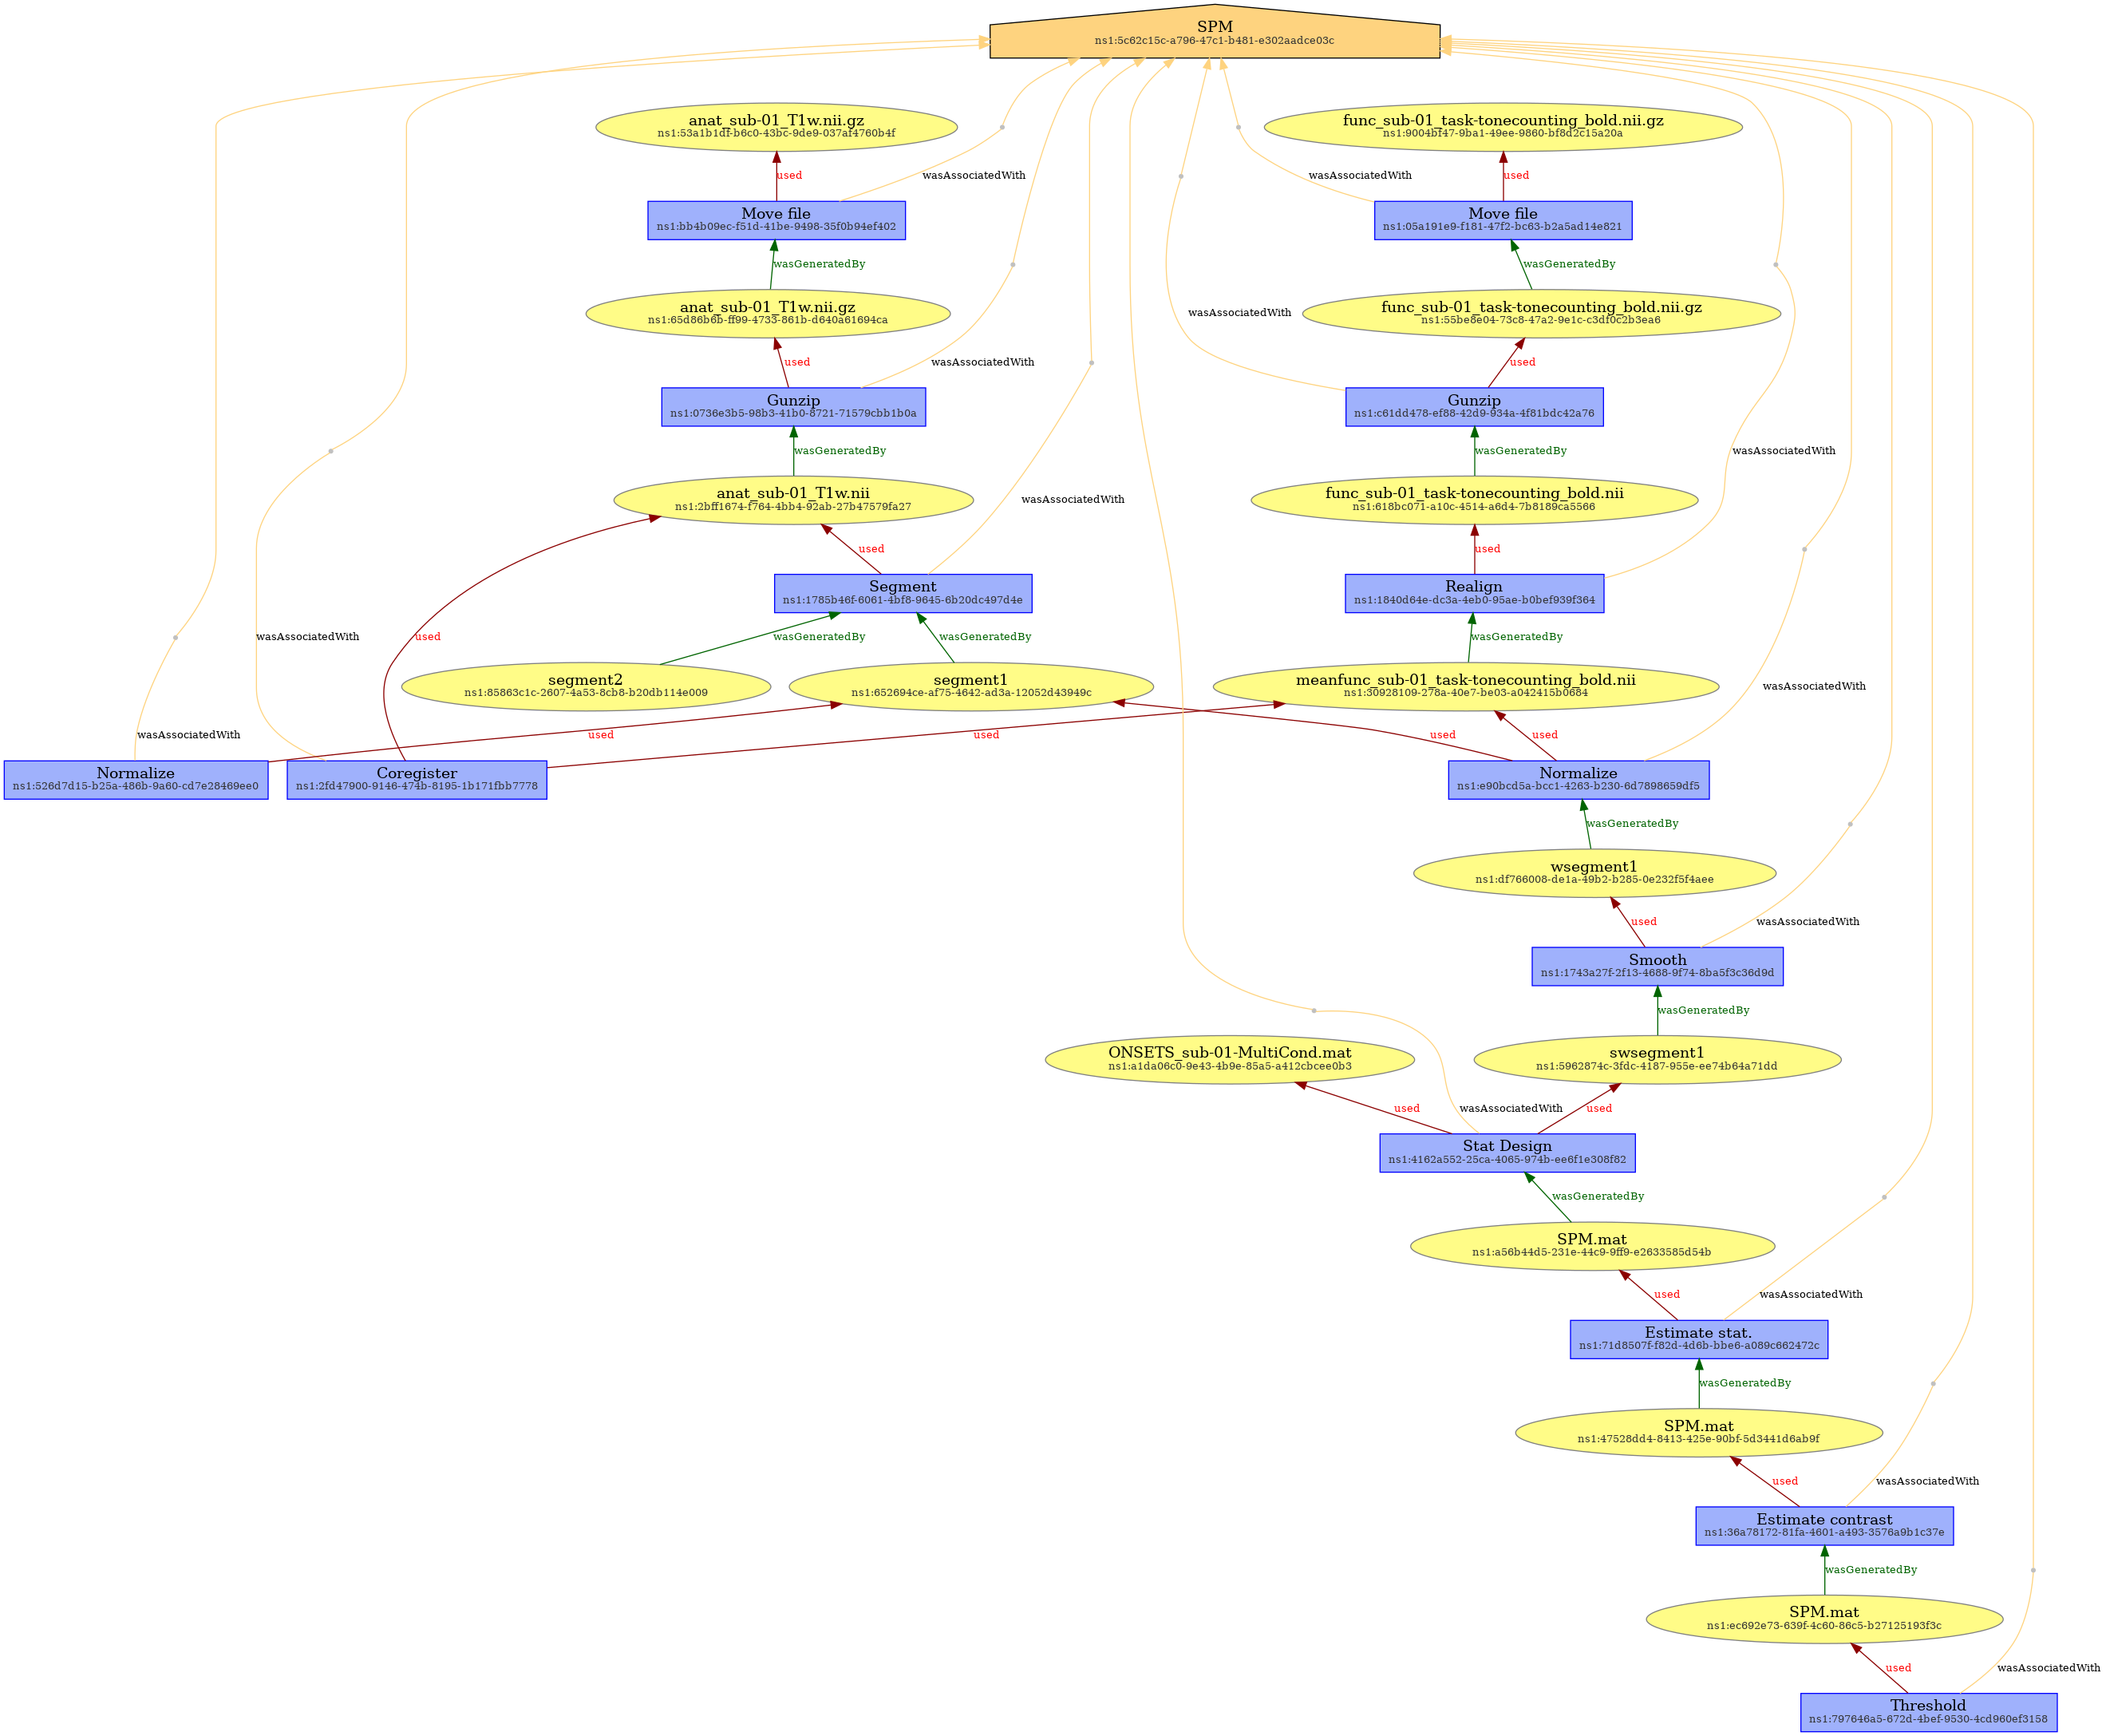 SPM
ns1:5c62c15c-a796-47c1-b481-e302aadce03c
anat_sub-01_T1w.nii.gz
ns1:53a1b1df-b6c0-43bc-9de9-037af4760b4f
func_sub-01_task-tonecounting_bold.nii.gz
ns1:9004bf47-9ba1-49ee-9860-bf8d2c15a20a
used
wasAssociatedWith
wasAssociatedWith
used
Move file
ns1:bb4b09ec-f51d-41be-9498-35f0b94ef402
Move file
ns1:05a191e9-f181-47f2-bc63-b2a5ad14e821
wasGeneratedBy
wasGeneratedBy
anat_sub-01_T1w.nii.gz
ns1:65d86b6b-ff99-4733-861b-d640a61694ca
func_sub-01_task-tonecounting_bold.nii.gz
ns1:55be8e04-73c8-47a2-9e1c-c3df0c2b3ea6
wasAssociatedWith
used
wasAssociatedWith
used
Gunzip
ns1:0736e3b5-98b3-41b0-8721-71579cbb1b0a
Gunzip
ns1:c61dd478-ef88-42d9-934a-4f81bdc42a76
wasGeneratedBy
wasGeneratedBy
wasAssociatedWith
anat_sub-01_T1w.nii
ns1:2bff1674-f764-4bb4-92ab-27b47579fa27
wasAssociatedWith
func_sub-01_task-tonecounting_bold.nii
ns1:618bc071-a10c-4514-a6d4-7b8189ca5566
used
used
Segment
ns1:1785b46f-6061-4bf8-9645-6b20dc497d4e
Realign
ns1:1840d64e-dc3a-4eb0-95ae-b0bef939f364
wasAssociatedWith
used
wasGeneratedBy
wasGeneratedBy
wasGeneratedBy
segment2
ns1:85863c1c-2607-4a53-8cb8-b20db114e009
segment1
ns1:652694ce-af75-4642-ad3a-12052d43949c
meanfunc_sub-01_task-tonecounting_bold.nii
ns1:30928109-278a-40e7-be03-a042415b0684
wasAssociatedWith
wasAssociatedWith
used
used
used
used
Normalize
ns1:526d7d15-b25a-486b-9a60-cd7e28469ee0
Coregister
ns1:2fd47900-9146-474b-8195-1b171fbb7778
Normalize
ns1:e90bcd5a-bcc1-4263-b230-6d7898659df5
wasGeneratedBy
wsegment1
ns1:df766008-de1a-49b2-b285-0e232f5f4aee
used
wasAssociatedWith
Smooth
ns1:1743a27f-2f13-4688-9f74-8ba5f3c36d9d
wasGeneratedBy
ONSETS_sub-01-MultiCond.mat
ns1:a1da06c0-9e43-4b9e-85a5-a412cbcee0b3
swsegment1
ns1:5962874c-3fdc-4187-955e-ee74b64a71dd
used
wasAssociatedWith
used
Stat Design
ns1:4162a552-25ca-4065-974b-ee6f1e308f82
wasGeneratedBy
SPM.mat
ns1:a56b44d5-231e-44c9-9ff9-e2633585d54b
used
wasAssociatedWith
Estimate stat.
ns1:71d8507f-f82d-4d6b-bbe6-a089c662472c
wasGeneratedBy
SPM.mat
ns1:47528dd4-8413-425e-90bf-5d3441d6ab9f
used
wasAssociatedWith
Estimate contrast
ns1:36a78172-81fa-4601-a493-3576a9b1c37e
wasGeneratedBy
SPM.mat
ns1:ec692e73-639f-4c60-86c5-b27125193f3c
used
wasAssociatedWith
Threshold
ns1:797646a5-672d-4bef-9530-4cd960ef3158